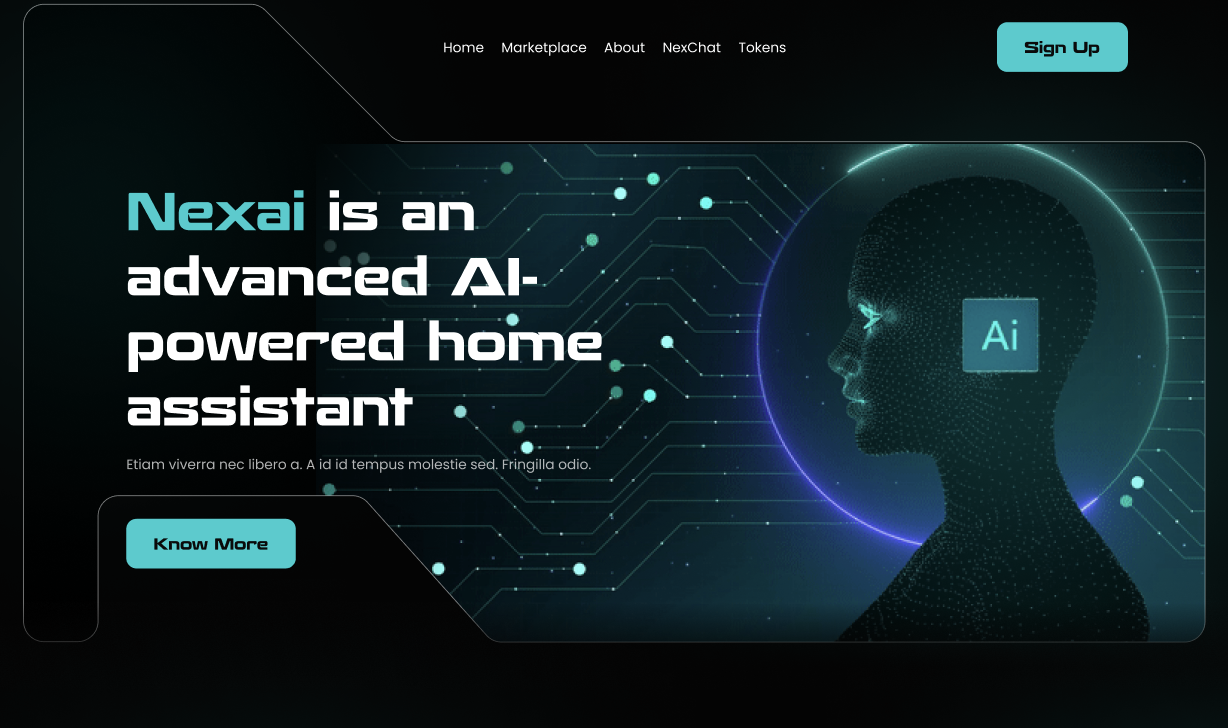 Home Marketplace About NexChat Tokens
Sign Up
Nexai is an
advanced AI-
powered home
assistant
Etiam viverra nec libero a. A id id tempus molestie sed. Fringilla odio.
Know More
Ai